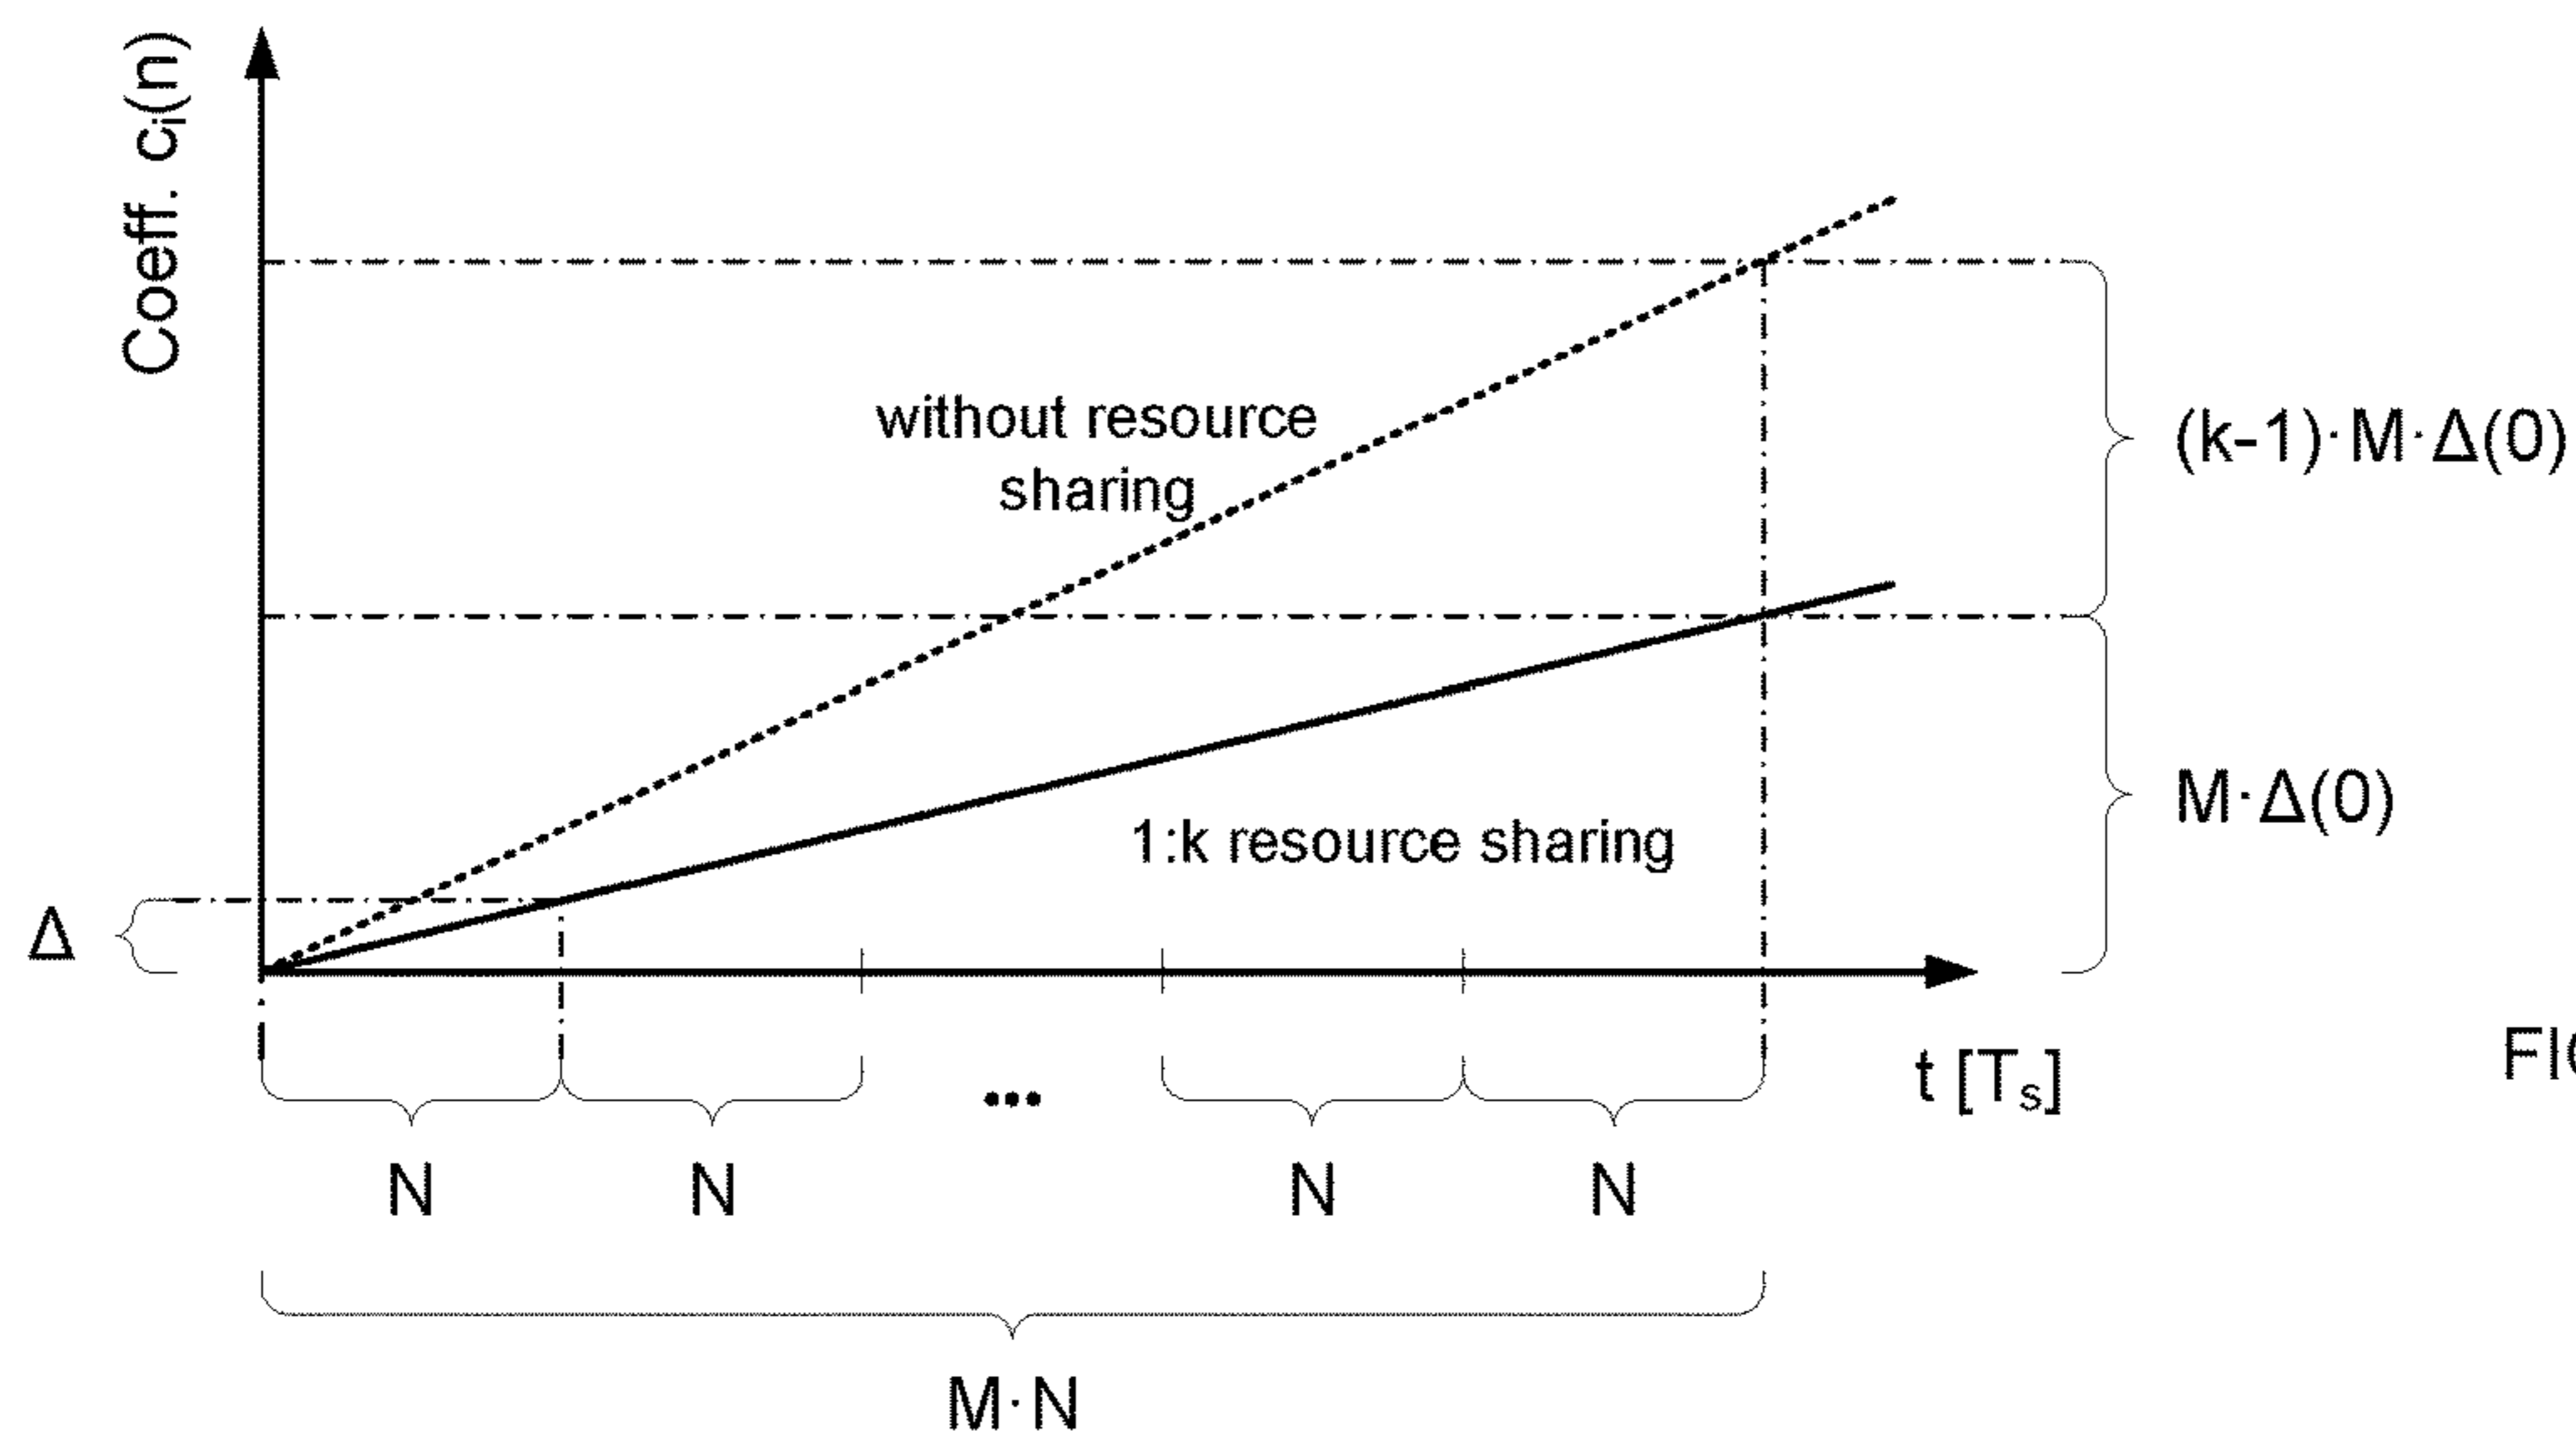 Coeff. cᵢ(n)
without resource
sharing
(k-1)·M·Δ(0)
1:k resource sharing
M·Δ(0)
Δ
t [Tₛ]
N
N
•••
N
N
M·N